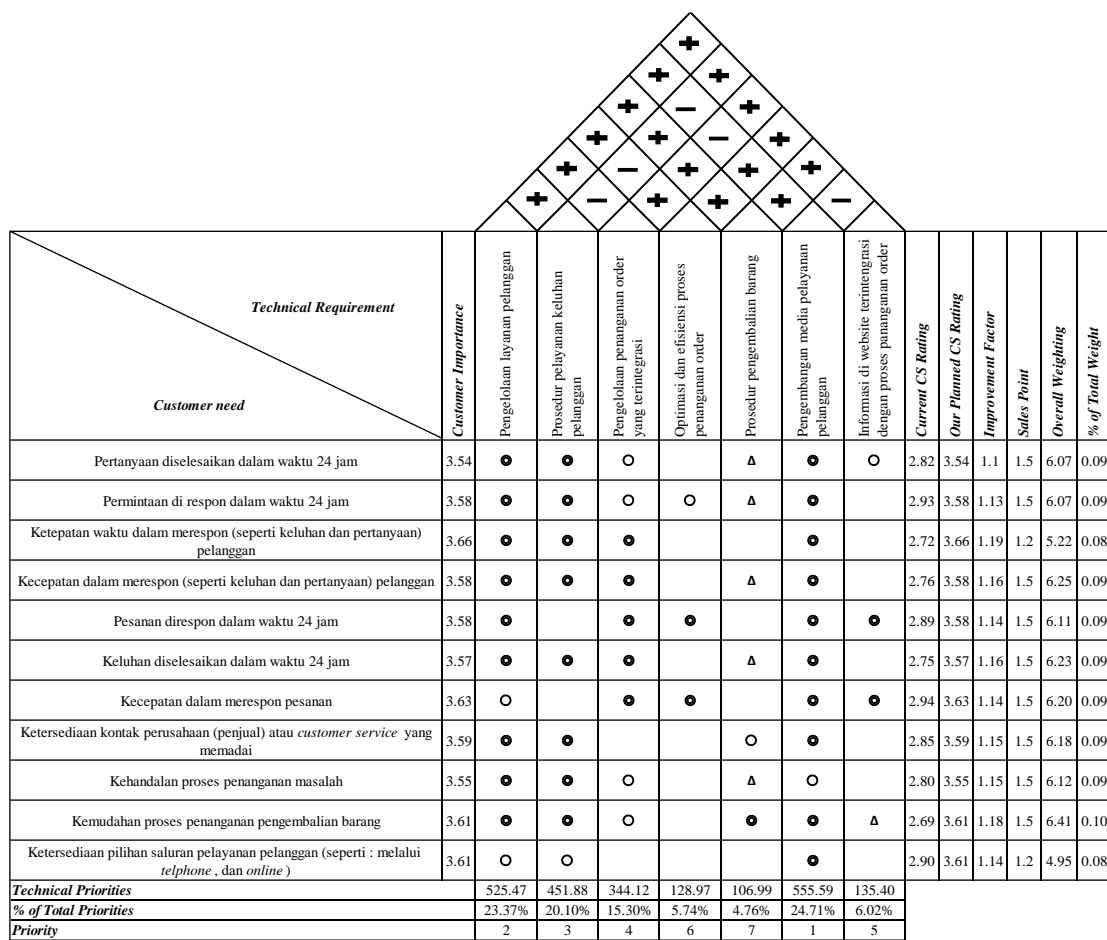 Technical Requirement
Customer need
Customer Importance
Pengelolaan layanan pelanggan
Prosedur pelayanan keluhan
pelanggan
Pengelolaan penanganan order
yang terintegrasi
Optimasi dan efisiensi proses
penanganan order
Prosedur pengembalian barang
Pengembangan media pelayanan
pelanggan
Informasi di website terintengrasi
dengan proses pananganan order
Current CS Rating
Our Planned CS Rating
Improvement Factor
Sales Point
Overall Weighting
% of Total Weight
Pertanyaan diselesaikan dalam waktu 24 jam 3.54 2.82 3.54 1.1 1.5 6.07 0.09
Permintaan di respon dalam waktu 24 jam 3.58 2.93 3.58 1.13 1.5 6.07 0.09
Ketepatan waktu dalam merespon (seperti keluhan dan pertanyaan)
pelanggan 3.66 2.72 3.66 1.19 1.2 5.22 0.08
Kecepatan dalam merespon (seperti keluhan dan pertanyaan) pelanggan 3.58 2.76 3.58 1.16 1.5 6.25 0.09
Pesanan direspon dalam waktu 24 jam 3.58 2.89 3.58 1.14 1.5 6.11 0.09
Keluhan diselesaikan dalam waktu 24 jam 3.57 2.75 3.57 1.16 1.5 6.23 0.09
Kecepatan dalam merespon pesanan 3.63 2.94 3.63 1.14 1.5 6.20 0.09
Ketersediaan kontak perusahaan (penjual) atau customer service yang
memadai 3.59 2.85 3.59 1.15 1.5 6.18 0.09
Kehandalan proses penanganan masalah 3.55 2.80 3.55 1.15 1.5 6.12 0.09
Kemudahan proses penanganan pengembalian barang 3.61 2.69 3.61 1.18 1.5 6.41 0.10
Ketersediaan pilihan saluran pelayanan pelanggan (seperti : melalui
telphone , dan online ) 3.61 2.90 3.61 1.14 1.2 4.95 0.08
Technical Priorities 525.47 451.88 344.12 128.97 106.99 555.59 135.40
% of Total Priorities 23.37% 20.10% 15.30% 5.74% 4.76% 24.71% 6.02%
Priority 2 3 4 6 7 1 5